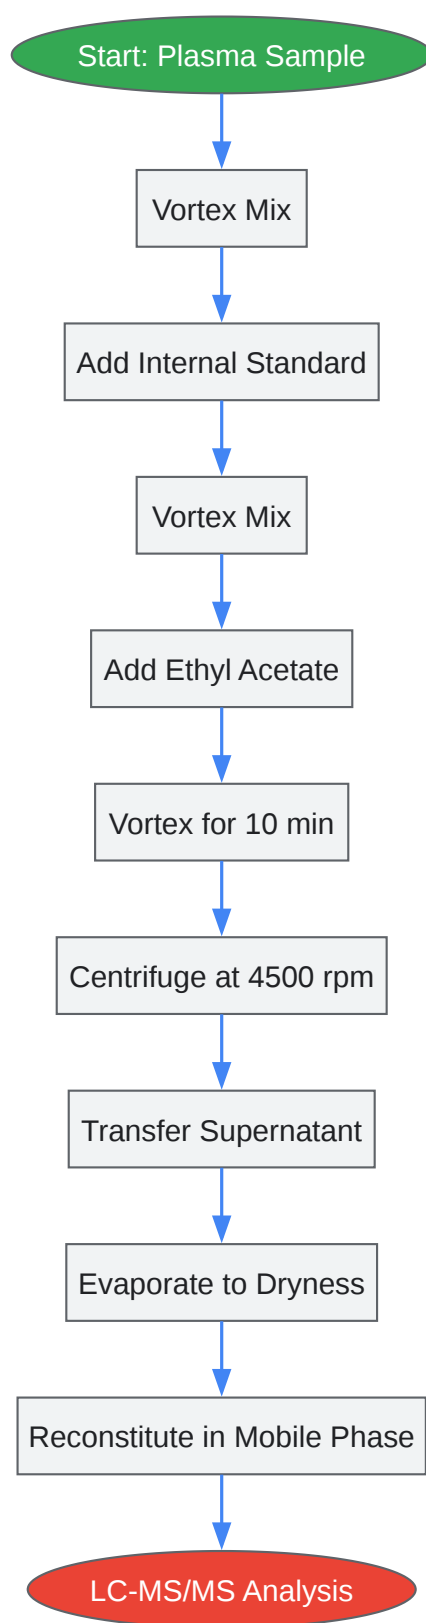 Start: Plasma Sample
Vortex Mix
Add Internal Standard
Vortex Mix
Add Ethyl Acetate
Vortex for 10 min
Centrifuge at 4500 rpm
Transfer Supernatant
Evaporate to Dryness
Reconstitute in Mobile Phase
LC-MS/MS Analysis